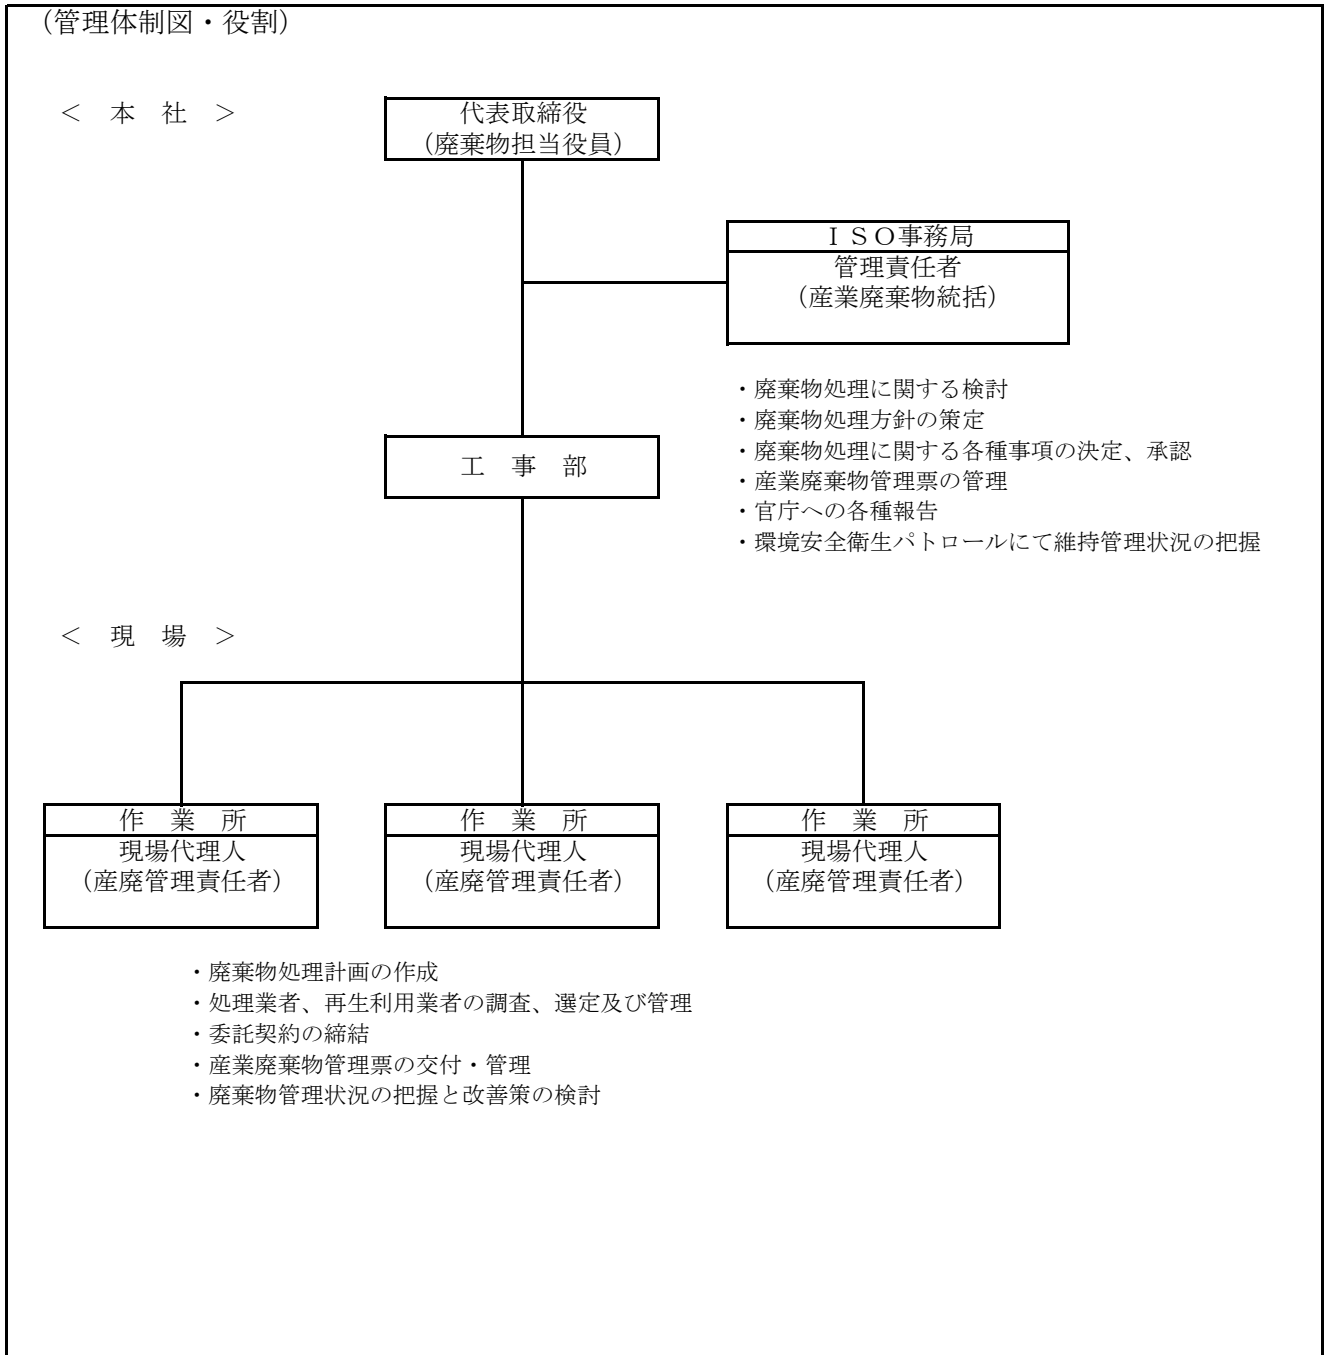 （管理体制図・役割）
＜　本　社　＞
代表取締役
（廃棄物担当役員）
ＩＳＯ事務局
管理責任者
（産業廃棄物統括）
・廃棄物処理に関する検討
・廃棄物処理方針の策定
・廃棄物処理に関する各種事項の決定、承認
・産業廃棄物管理票の管理
・官庁への各種報告
・環境安全衛生パトロールにて維持管理状況の把握
工　事　部
＜　現　場　＞
作　業　所
現場代理人
（産廃管理責任者）
作　業　所
現場代理人
（産廃管理責任者）
作　業　所
現場代理人
（産廃管理責任者）
・廃棄物処理計画の作成
・処理業者、再生利用業者の調査、選定及び管理
・委託契約の締結
・産業廃棄物管理票の交付・管理
・廃棄物管理状況の把握と改善策の検討